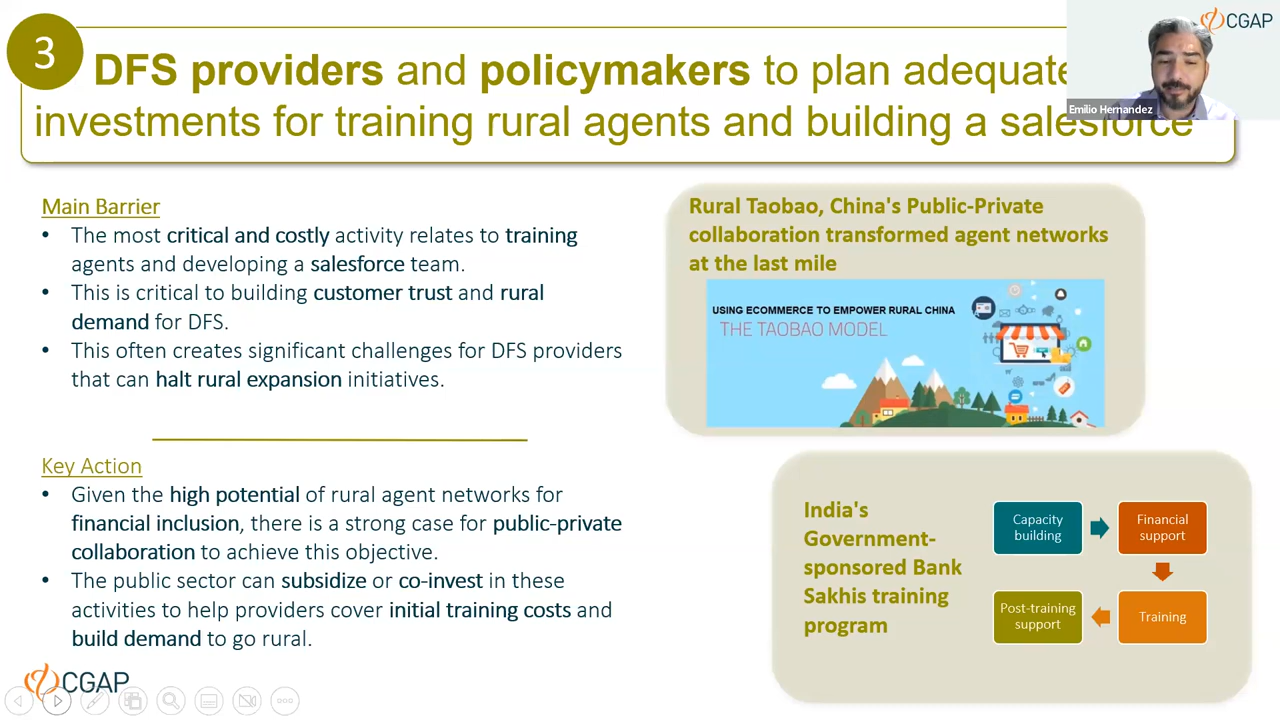 3
DFS providers and policymakers to plan adequate
investments for training rural agents and building a salesforce
CGAP
Emilio Hernandez
Main Barrier
• The most critical and costly activity relates to training
agents and developing a salesforce team.
• This is critical to building customer trust and rural
demand for DFS.
• This often creates significant challenges for DFS providers
that can halt rural expansion initiatives.
Key Action
• Given the high potential of rural agent networks for
financial inclusion, there is a strong case for public-private
collaboration to achieve this objective.
• The public sector can subsidize or co-invest in these
activities to help providers cover initial training costs and
build demand to go rural.
Rural Taobao, China's Public-Private
collaboration transformed agent networks
at the last mile
USING ECOMMERCE TO EMPOWER RURAL CHINA
THE TAOBAO MODEL
India's
Government-
sponsored Bank
Sakhis training
program
Capacity
building
Financial
support
Training
Post-training
support
CGAP